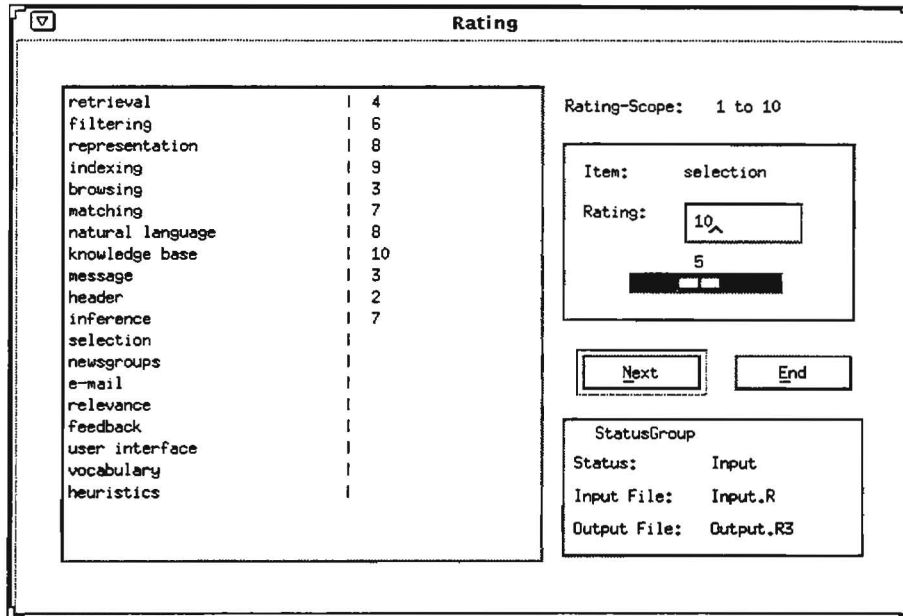 Rating
retrieval | 4
filtering | 6
representation | 8
indexing | 9
browsing | 3
matching | 7
natural language | 8
knowledge base | 10
message | 3
header | 2
inference | 7
selection |
newsgroups |
e-mail |
relevance |
feedback |
user interface |
vocabulary |
heuristics |
Rating-Scope: 1 to 10
Item: selection
Rating: 10
5
Next End
StatusGroup
Status: Input
Input File: Input.R
Output File: Output.R3